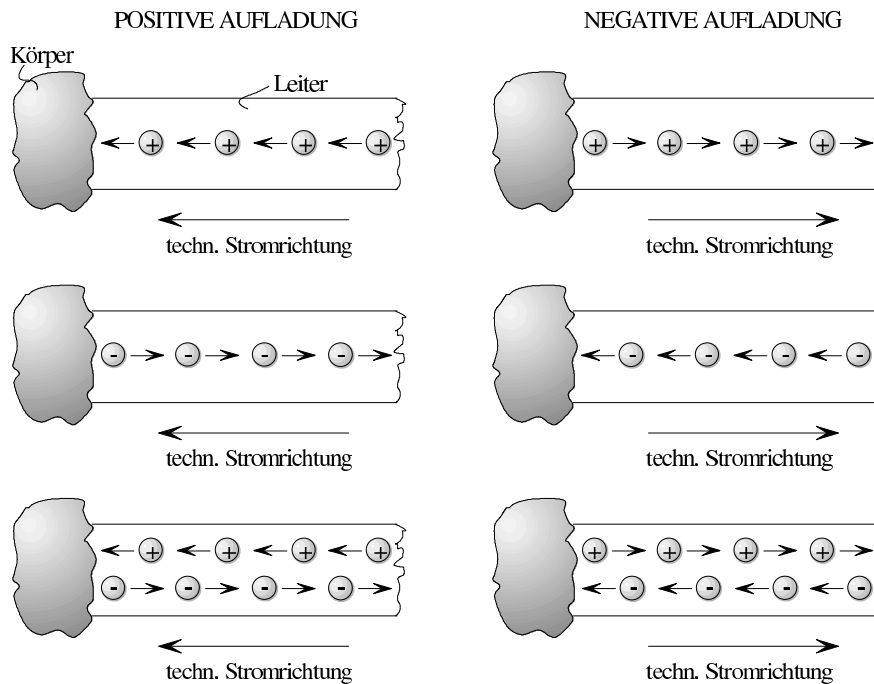 POSITIVE AUFLADUNG
NEGATIVE AUFLADUNG
Körper
Leiter
+ + + +
+ + + +
techn. Stromrichtung
techn. Stromrichtung
- - - -
- - - -
techn. Stromrichtung
techn. Stromrichtung
+ + + +
+ + + +
- - - -
- - - -
techn. Stromrichtung
techn. Stromrichtung